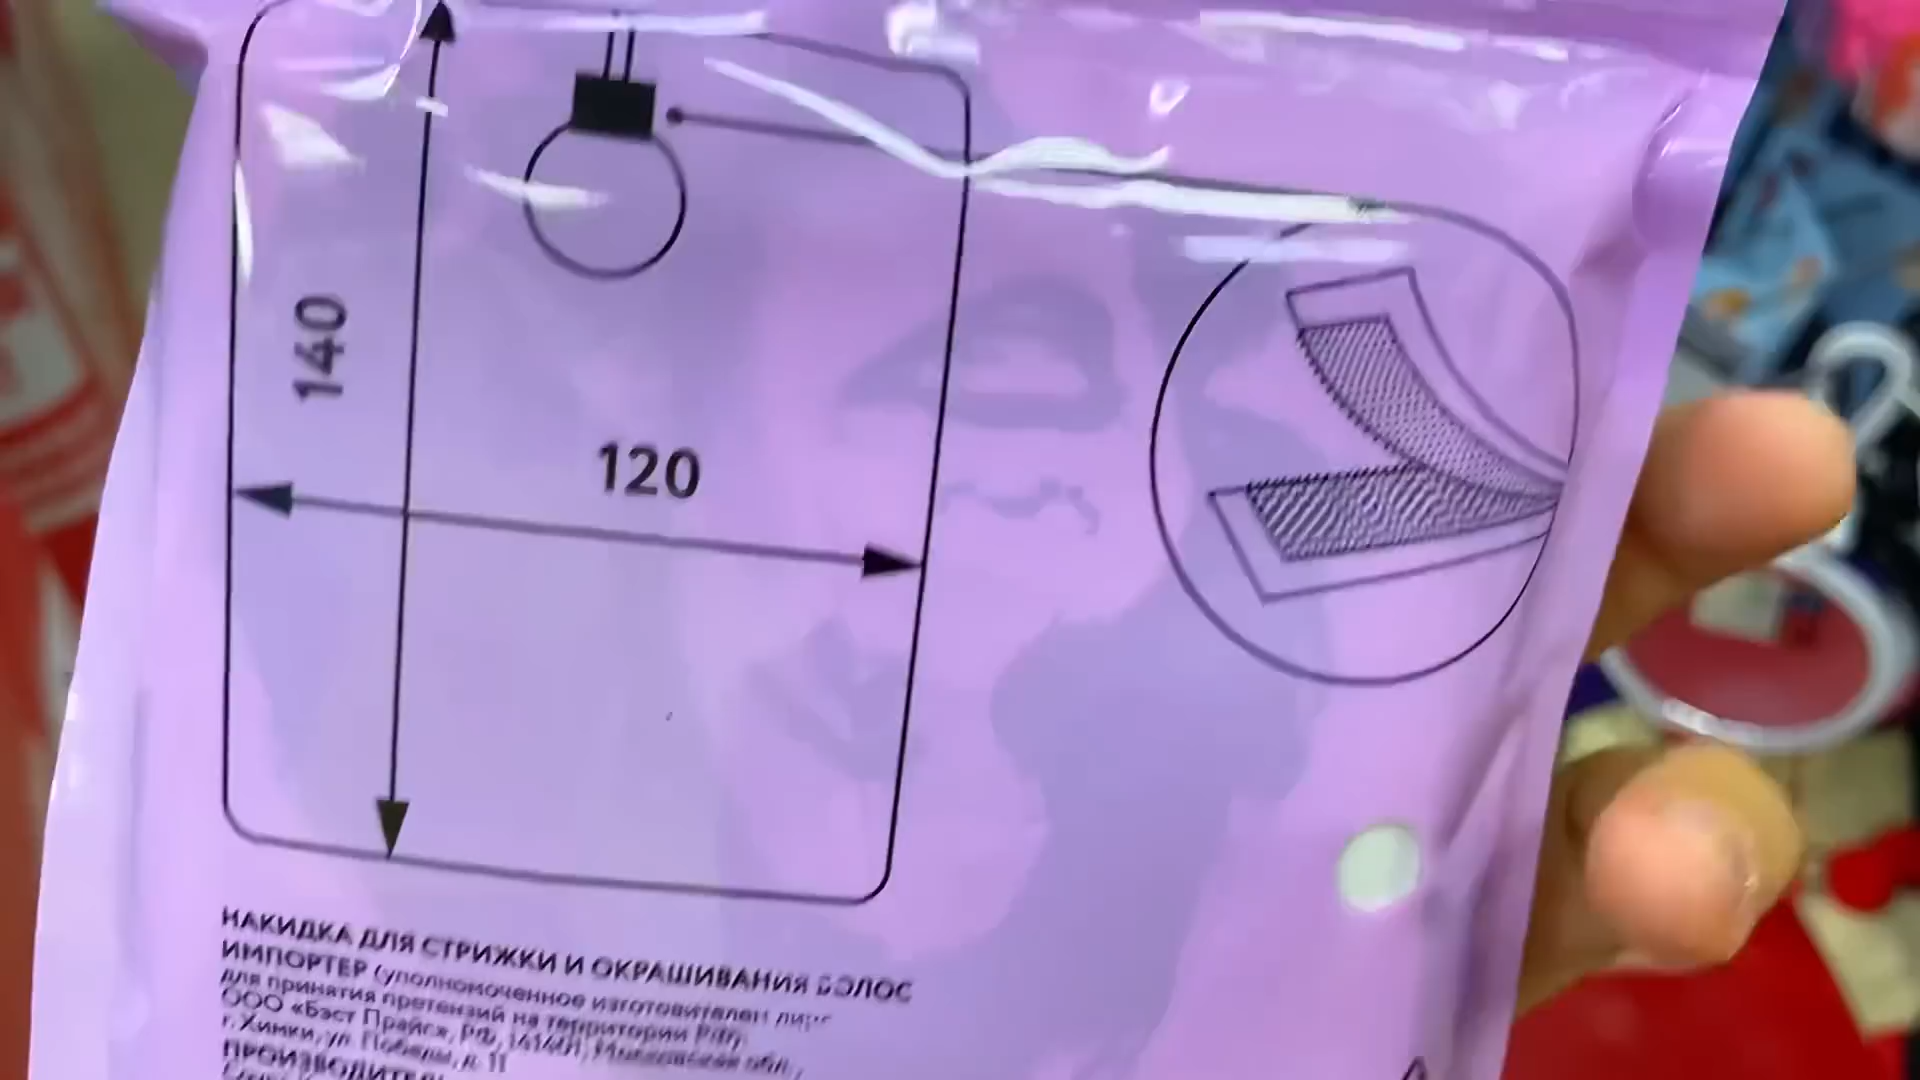 140
120
НАКИДКА ДЛЯ СТРИЖКИ И ОКРАШИВАНИЯ ВОЛОС
ИМПОРТЕР (уполномоченное изготовителем лицо
для принятия претензий на территории РФ):
ООО «Бэст Прайс», РФ, 141401, Московская обл.,
г. Химки, ул. Победы, д. 11
ПРОИЗВОДИТЕЛЬ